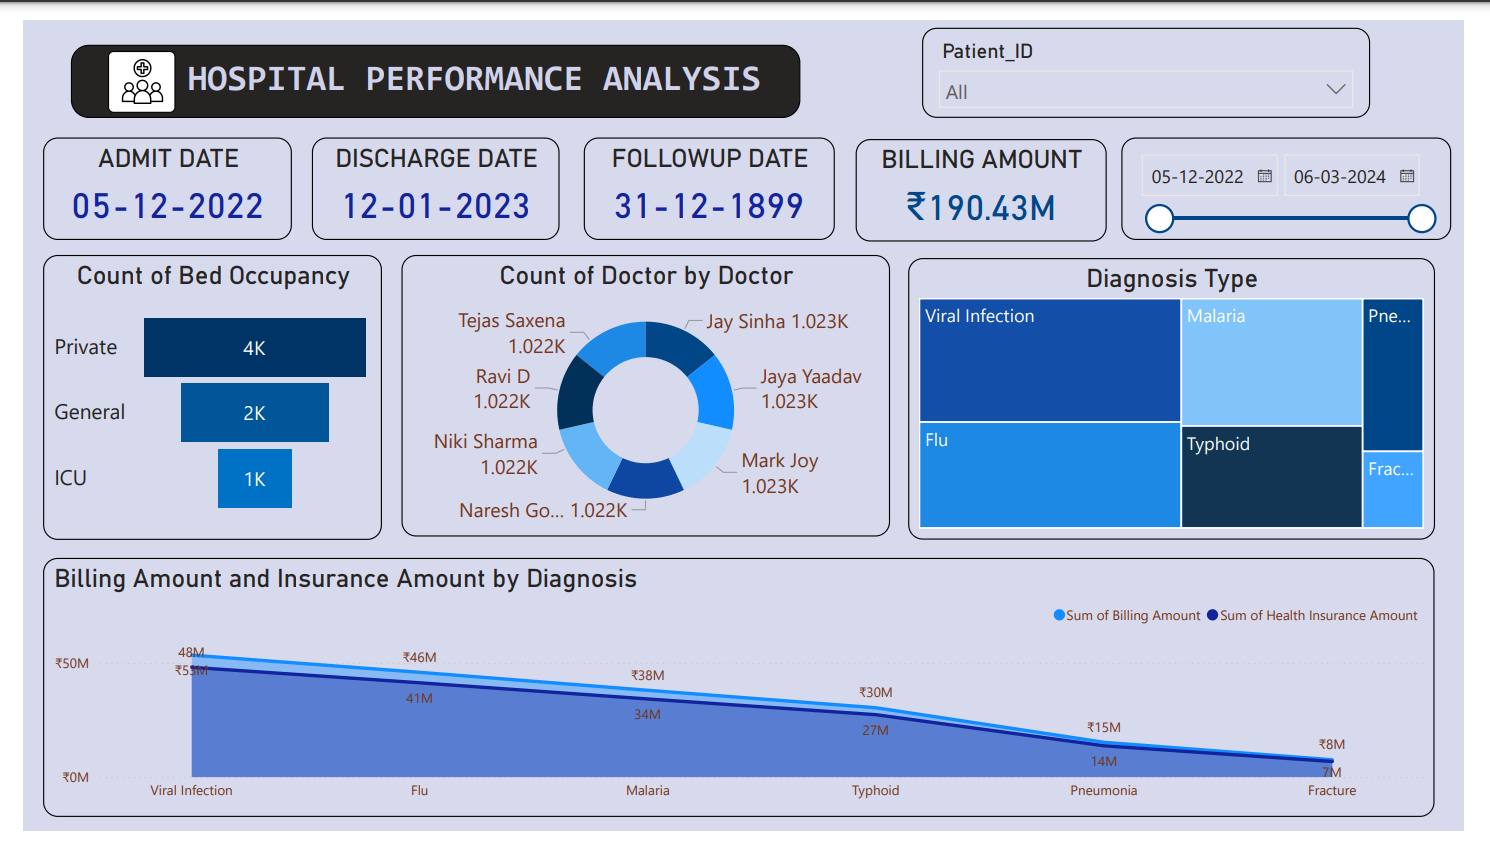 HOSPITAL PERFORMANCE ANALYSIS
Patient_ID
All
ADMIT DATE
05-12-2022
DISCHARGE DATE
12-01-2023
FOLLOWUP DATE
31-12-1899
BILLING AMOUNT
₹190.43M
05-12-2022
06-03-2024
Count of Bed Occupancy
Private
4K
General
2K
ICU
1K
Count of Doctor by Doctor
Tejas Saxena
1.022K
Jay Sinha 1.023K
Ravi D
1.022K
Jaya Yaadav
1.023K
Niki Sharma
1.022K
Mark Joy
1.023K
Naresh Go... 1.022K
Diagnosis Type
Viral Infection
Malaria
Pne...
Flu
Typhoid
Frac...
Billing Amount and Insurance Amount by Diagnosis
Sum of Billing Amount
Sum of Health Insurance Amount
₹50M
₹0M
48M
₹53M
₹46M
41M
₹38M
34M
₹30M
27M
₹15M
14M
₹8M
7M
Viral Infection
Flu
Malaria
Typhoid
Pneumonia
Fracture